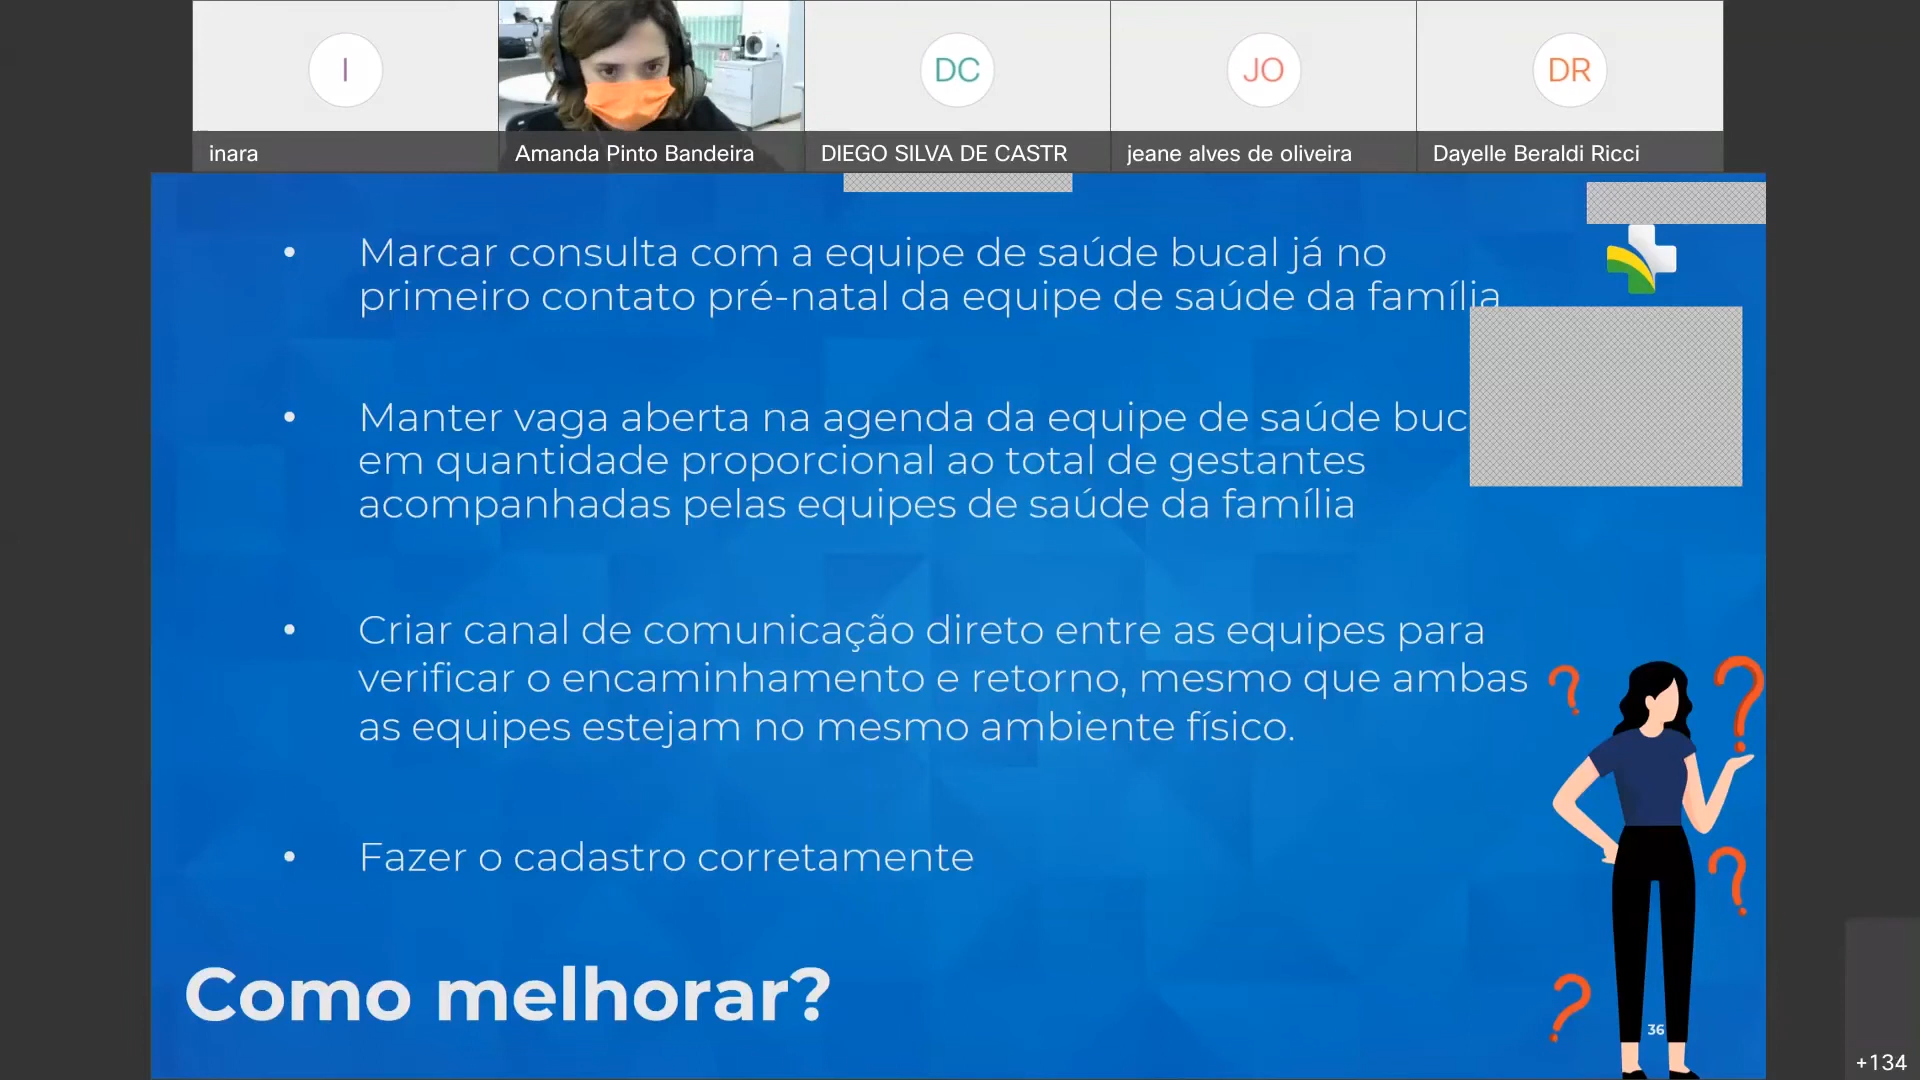 I
DC
JO
DR
inara
Amanda Pinto Bandeira
DIEGO SILVA DE CASTR
jeane alves de oliveira
Dayelle Beraldi Ricci
• Marcar consulta com a equipe de saúde bucal já no
primeiro contato pré-natal da equipe de saúde da família
• Manter vaga aberta na agenda da equipe de saúde buc
em quantidade proporcional ao total de gestantes
acompanhadas pelas equipes de saúde da família
• Criar canal de comunicação direto entre as equipes para
verificar o encaminhamento e retorno, mesmo que ambas
as equipes estejam no mesmo ambiente físico.
• Fazer o cadastro corretamente
Como melhorar?
36
+134